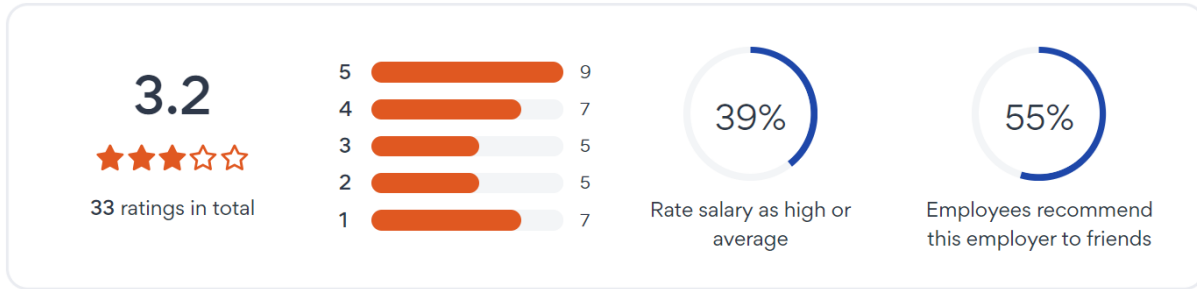 3.2
33 ratings in total
5 9
4 7
3 5
2 5
1 7
39%
Rate salary as high or
average
55%
Employees recommend
this employer to friends